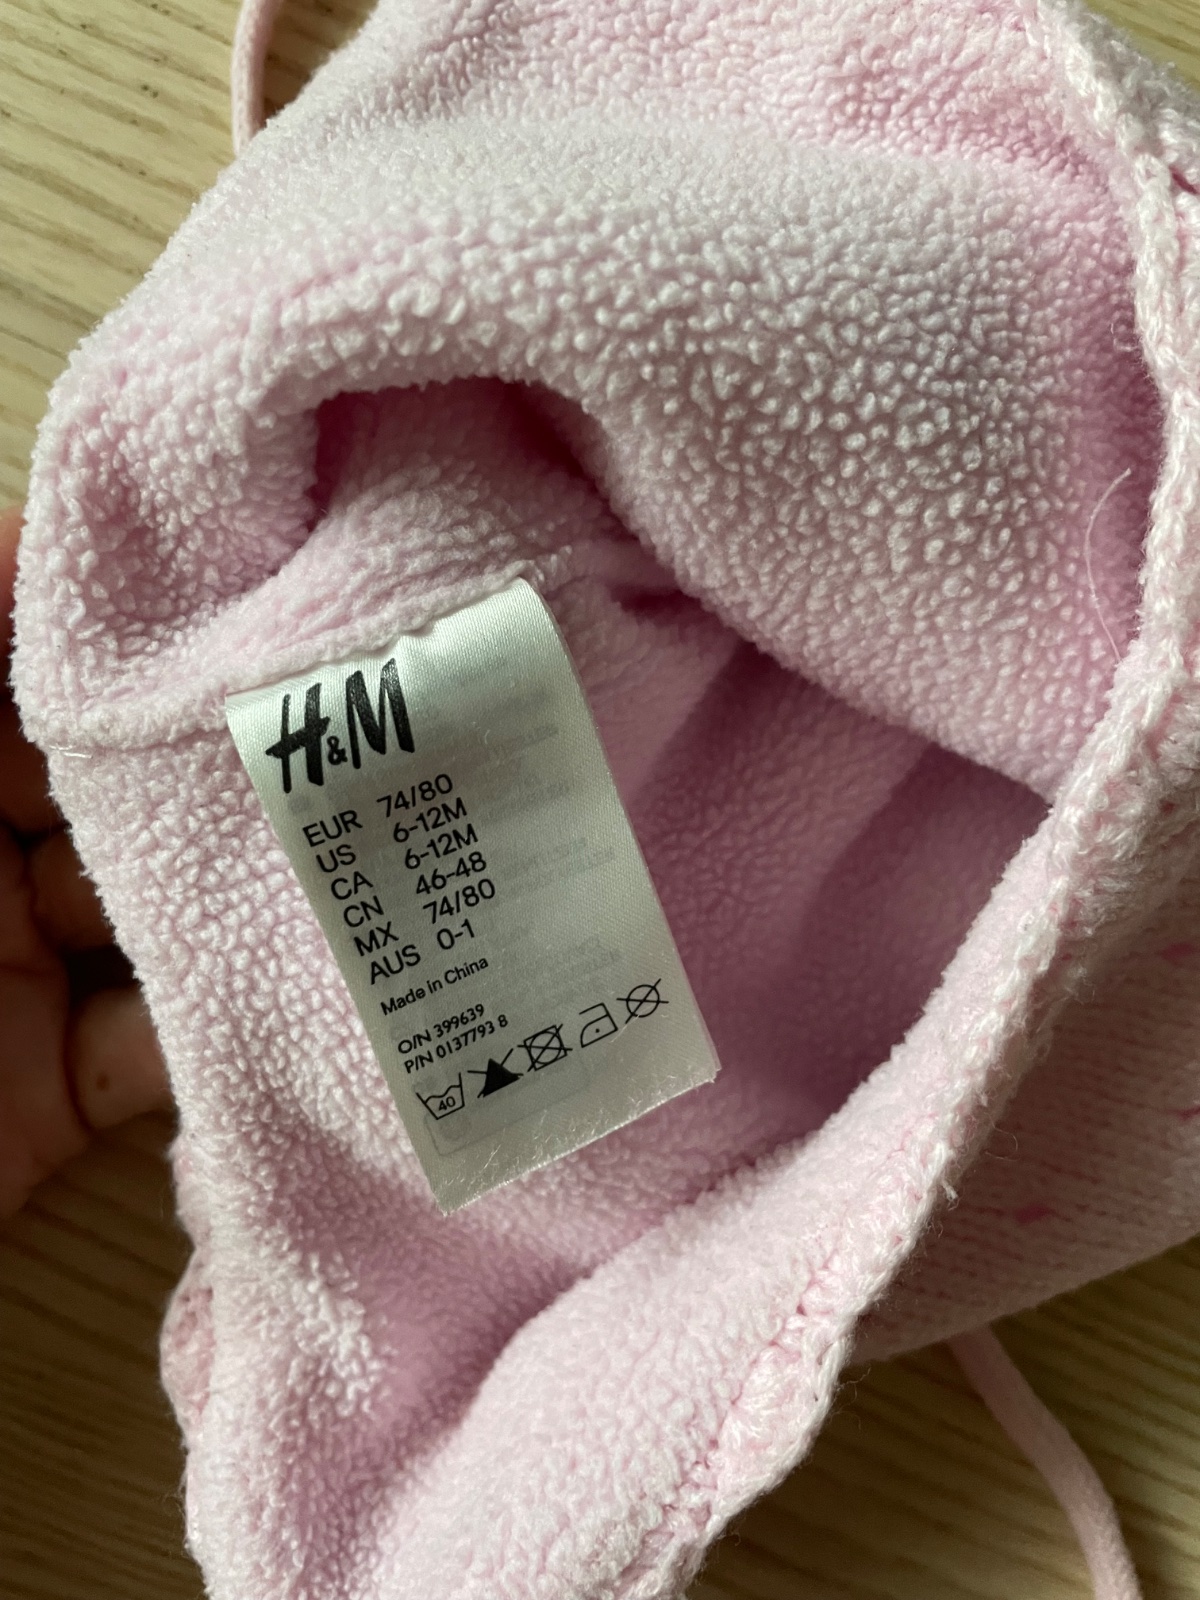 H&M
EUR 74/80
US 6-12M
CA 6-12M
CN 46-48
MX 74/80
AUS 0-1
Made in China
O/N 399639
P/N 0137793 8
40